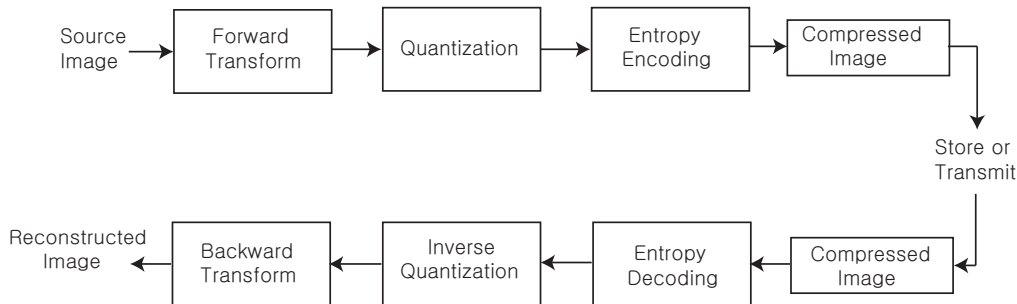 Source
Image
Forward
Transform
Quantization
Entropy
Encoding
Compressed
Image
Store or
Transmit
Reconstructed
Image
Backward
Transform
Inverse
Quantization
Entropy
Decoding
Compressed
Image